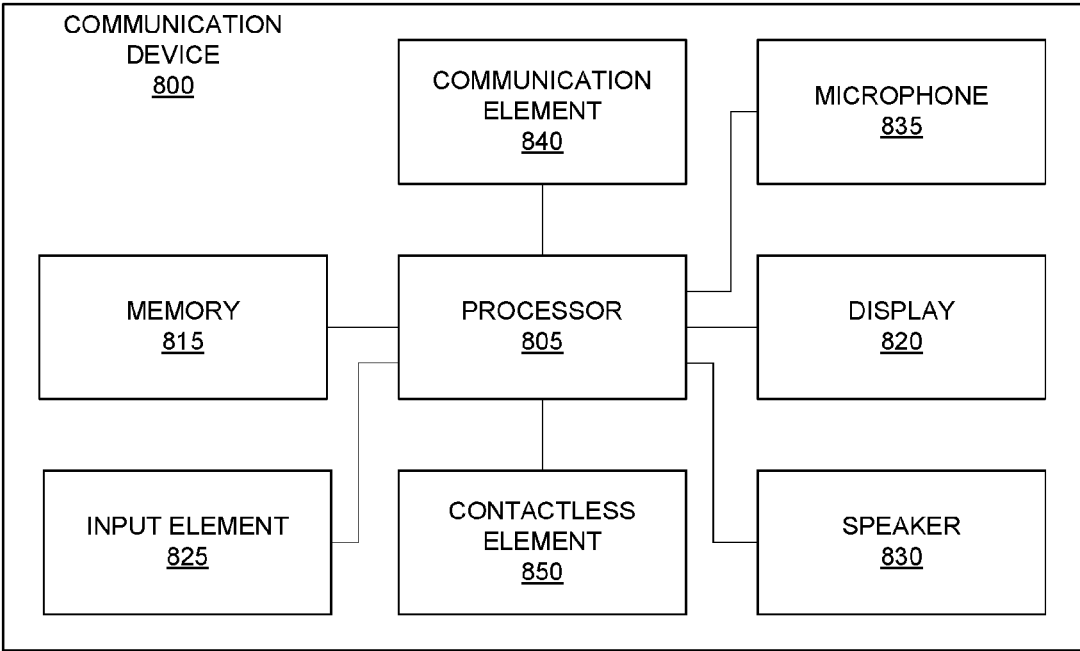 COMMUNICATION
DEVICE
800
COMMUNICATION
ELEMENT
840
MICROPHONE
835
MEMORY
815
PROCESSOR
805
DISPLAY
820
INPUT ELEMENT
825
CONTACTLESS
ELEMENT
850
SPEAKER
830